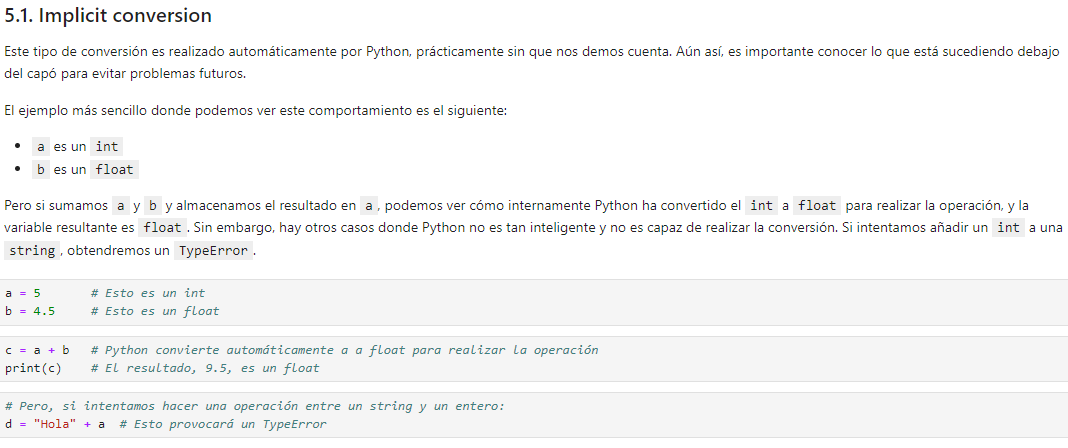 5.1. Implicit conversion
Este tipo de conversión es realizado automáticamente por Python, prácticamente sin que nos demos cuenta. Aún así, es importante conocer lo que está sucediendo debajo
del capó para evitar problemas futuros.
El ejemplo más sencillo donde podemos ver este comportamiento es el siguiente:
• a es un int
• b es un float
Pero si sumamos a y b y almacenamos el resultado en a , podemos ver cómo internamente Python ha convertido el int a float para realizar la operación, y la
variable resultante es float . Sin embargo, hay otros casos donde Python no es tan inteligente y no es capaz de realizar la conversión. Si intentamos añadir un int a una
string , obtendremos un TypeError .
a = 5       # Esto es un int
b = 4.5     # Esto es un float
c = a + b   # Python convierte automáticamente a a float para realizar la operación
print(c)    # El resultado, 9.5, es un float
# Pero, si intentamos hacer una operación entre un string y un entero:
d = "Hola" + a  # Esto provocará un TypeError